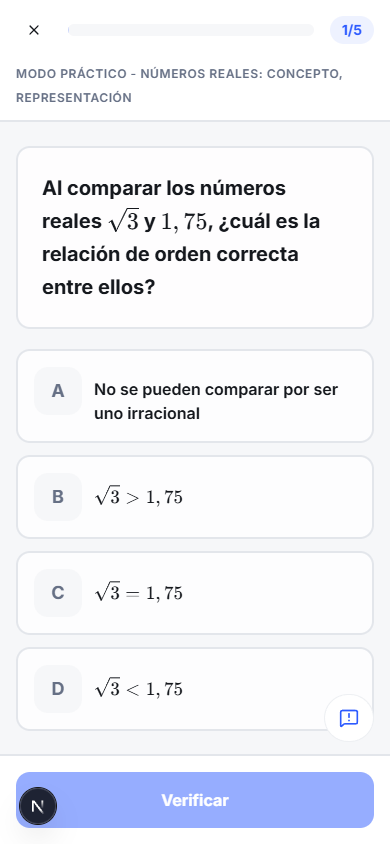 1/5
MODO PRÁCTICO - NÚMEROS REALES: CONCEPTO,
REPRESENTACIÓN
Al comparar los números
reales √3 y 1,75, ¿cuál es la
relación de orden correcta
entre ellos?
A
No se pueden comparar por ser
uno irracional
B
√3 > 1,75
C
√3 = 1,75
D
√3 < 1,75
N
Verificar